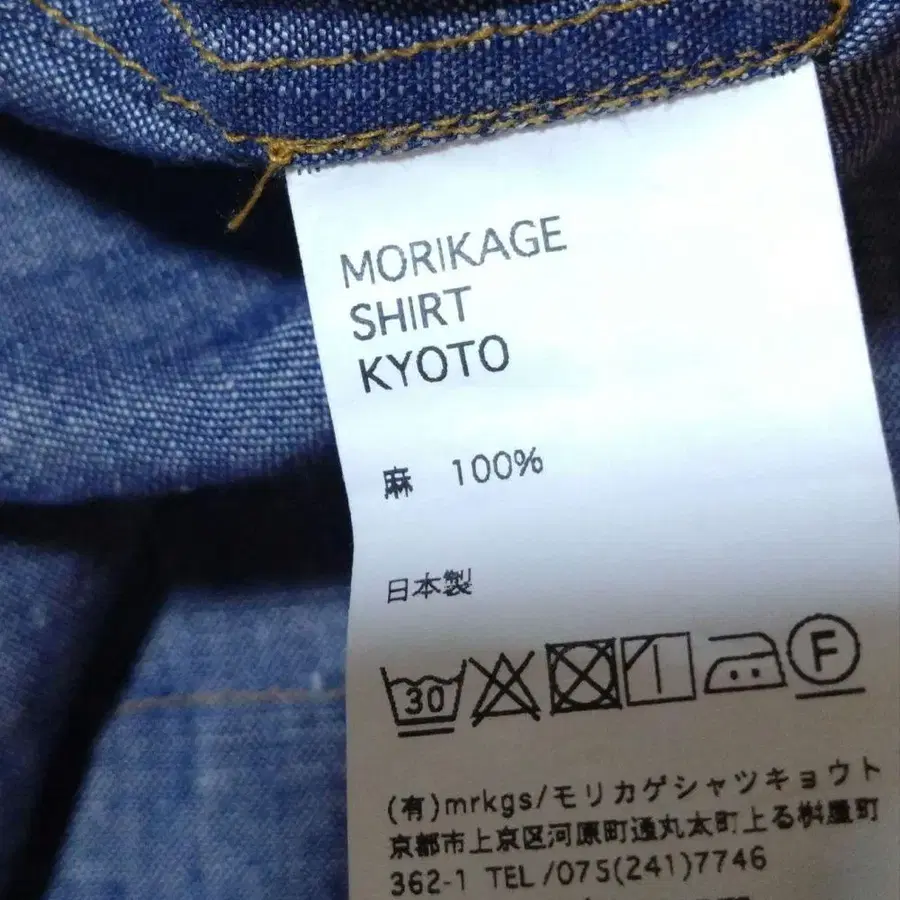 MORIKAGE
SHIRT
KYOTO
麻 100%
日本製
30 F
(有)mrkgs/モリカゲシャツキョウト
京都市上京区河原町通丸太町上る桝屋町
362-1 TEL/075(241)7746